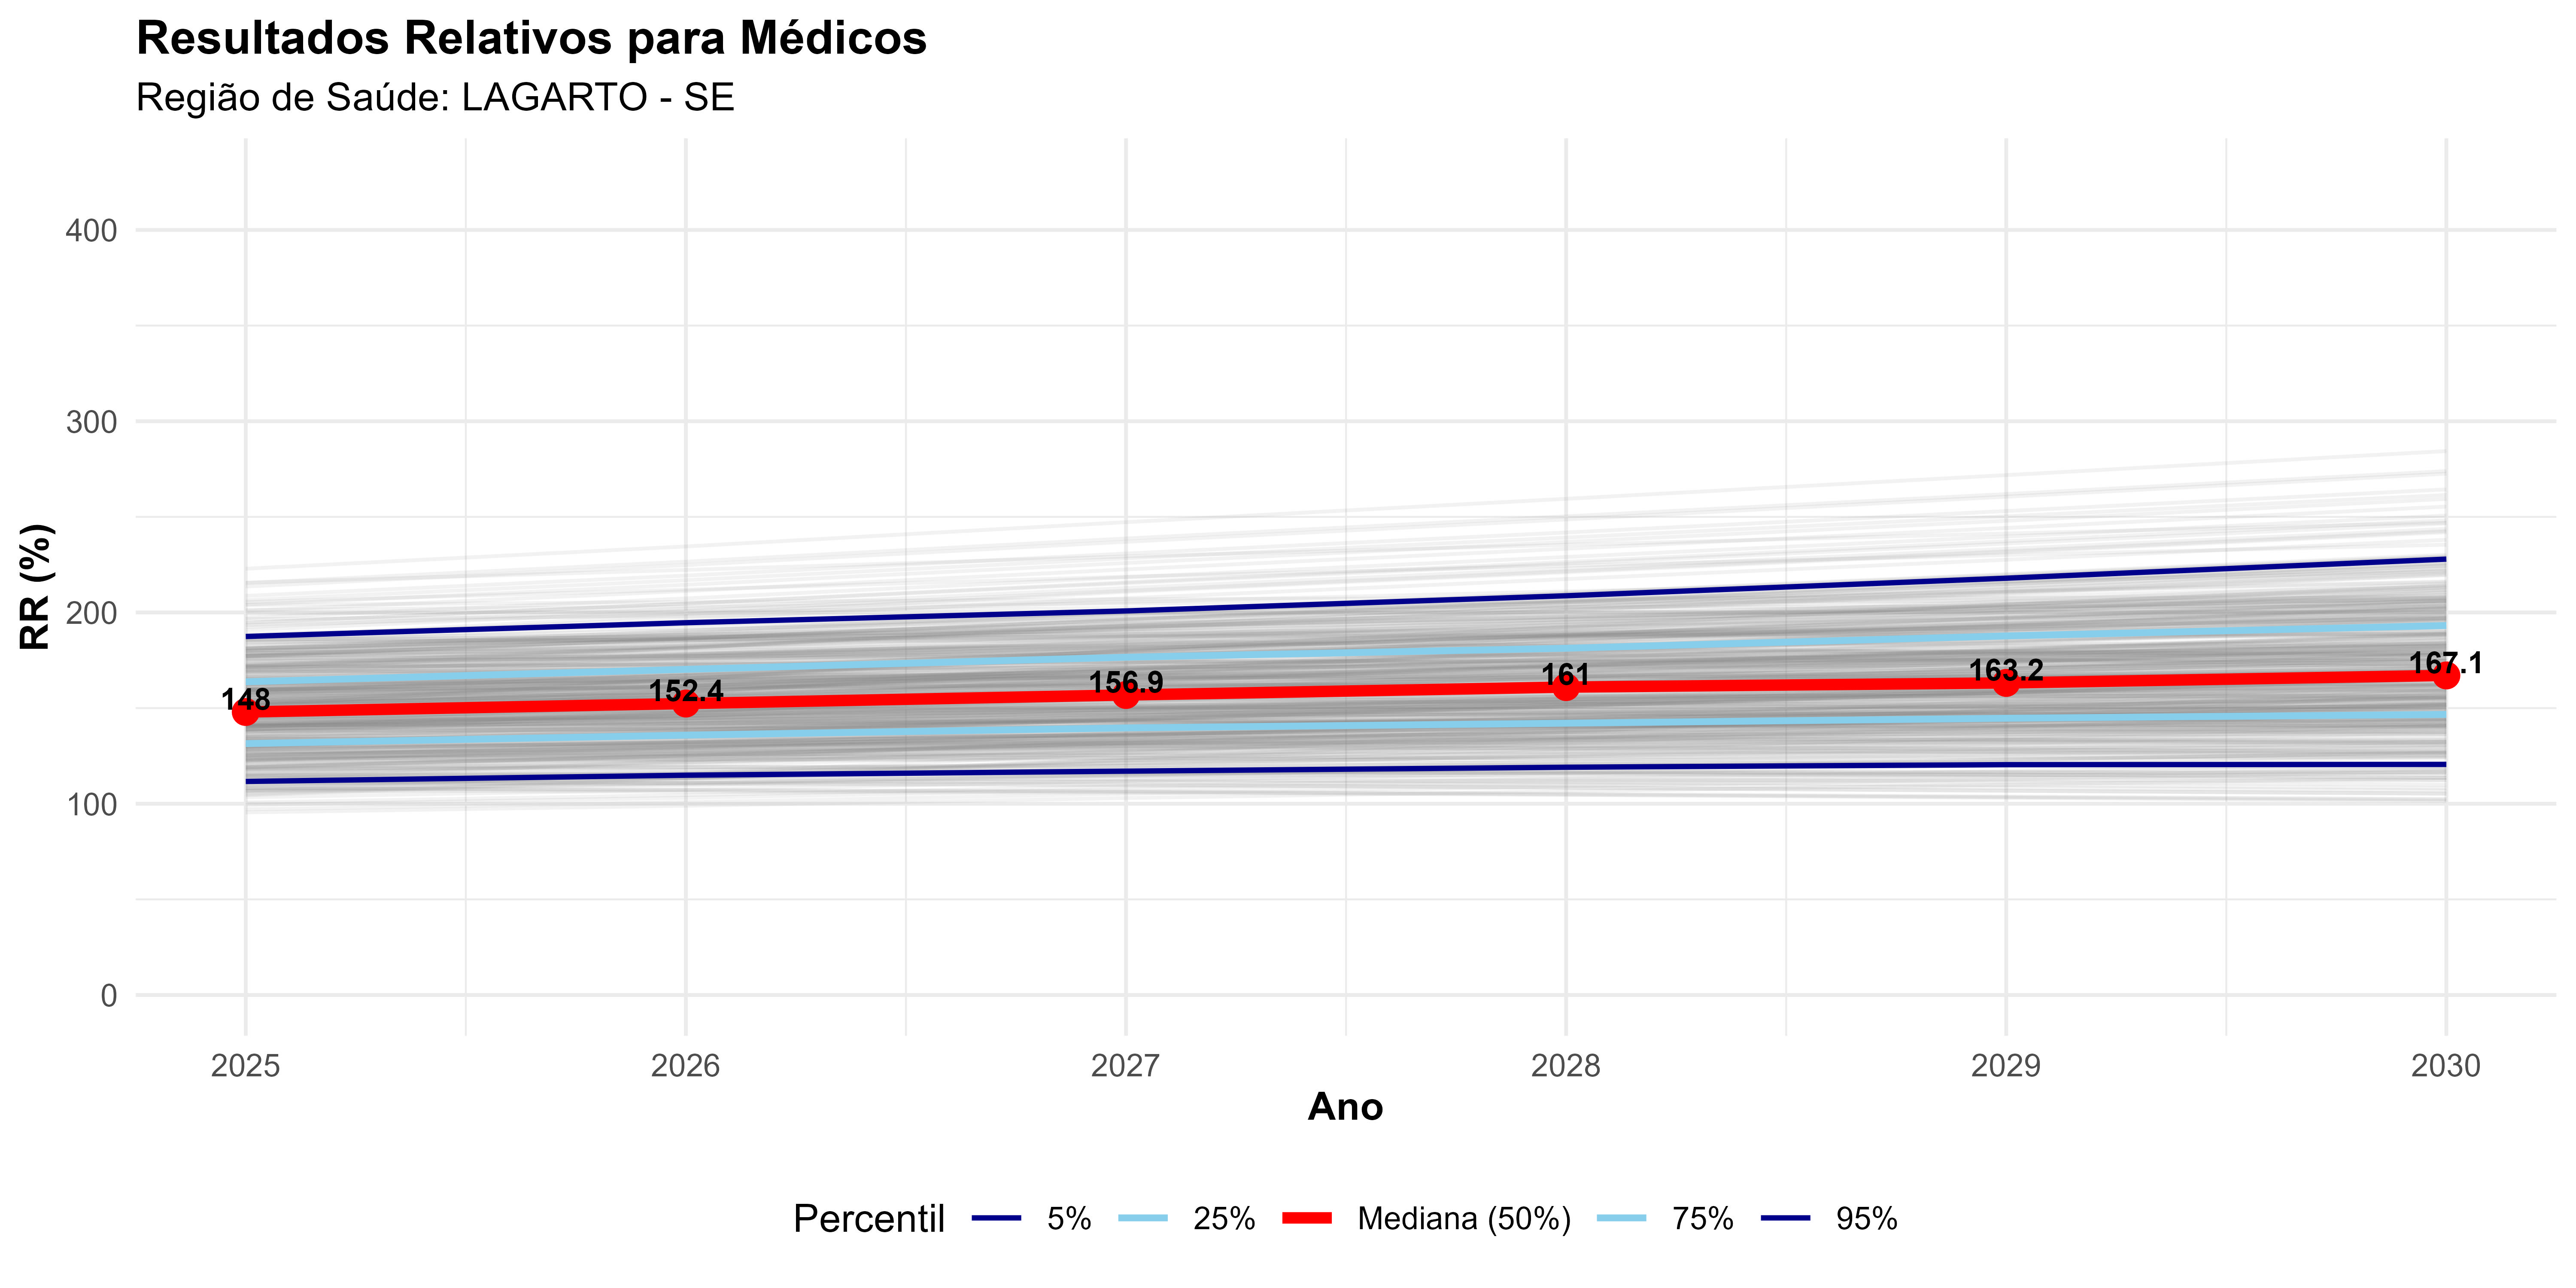 Resultados Relativos para Médicos
Região de Saúde: LAGARTO - SE
RR (%)
400
300
200
100
0
148
152.4
156.9
161
163.2
167.1
2025 2026 2027 2028 2029 2030
Ano
Percentil 5% 25% Mediana (50%) 75% 95%